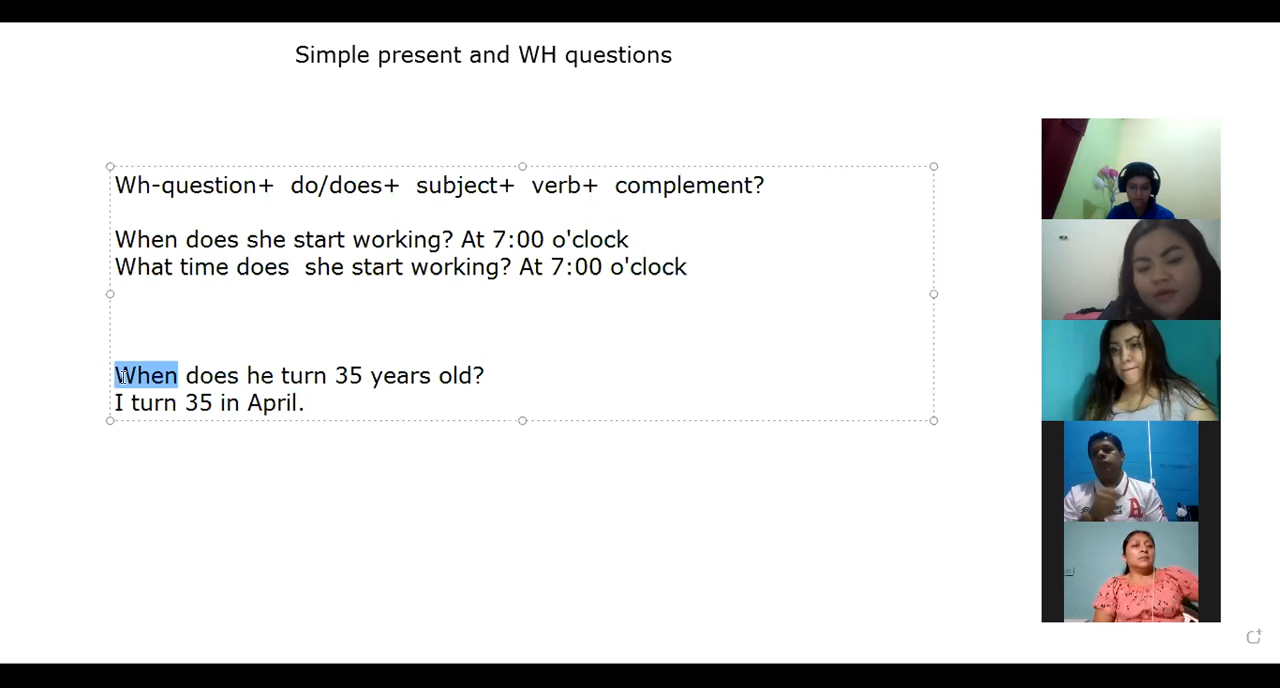 Simple present and WH questions
Wh-question+ do/does+ subject+ verb+ complement?
When does she start working? At 7:00 o'clock
What time does she start working? At 7:00 o'clock
When does he turn 35 years old?
I turn 35 in April.